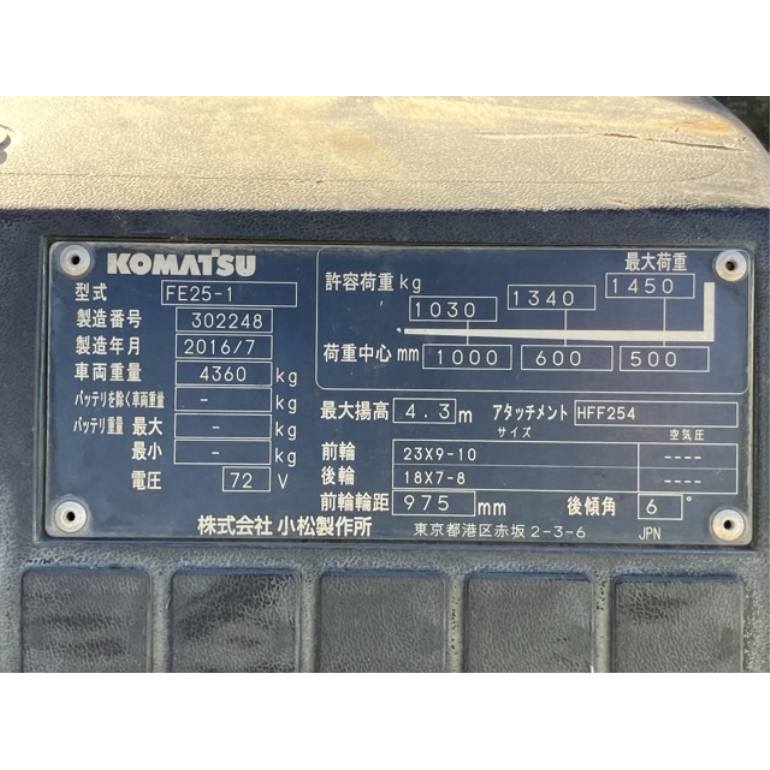 KOMATSU
型式 FE25-1
製造番号 302248
製造年月 2016/7
車両重量 4360 kg
バッテリを除く車両重量 - kg
バッテリ重量 最大 - kg
最小 - kg
電圧 72 V
最大荷重
許容荷重 kg 1030 1340 1450
荷重中心 mm 1000 600 500
最大揚高 4.3 m アタッチメント HFF254
サイズ 空気圧
前輪 23X9-10 ----
後輪 18X7-8 ----
前輪輪距 975 mm 後傾角 6 °
株式会社 小松製作所 東京都港区赤坂2-3-6 JPN